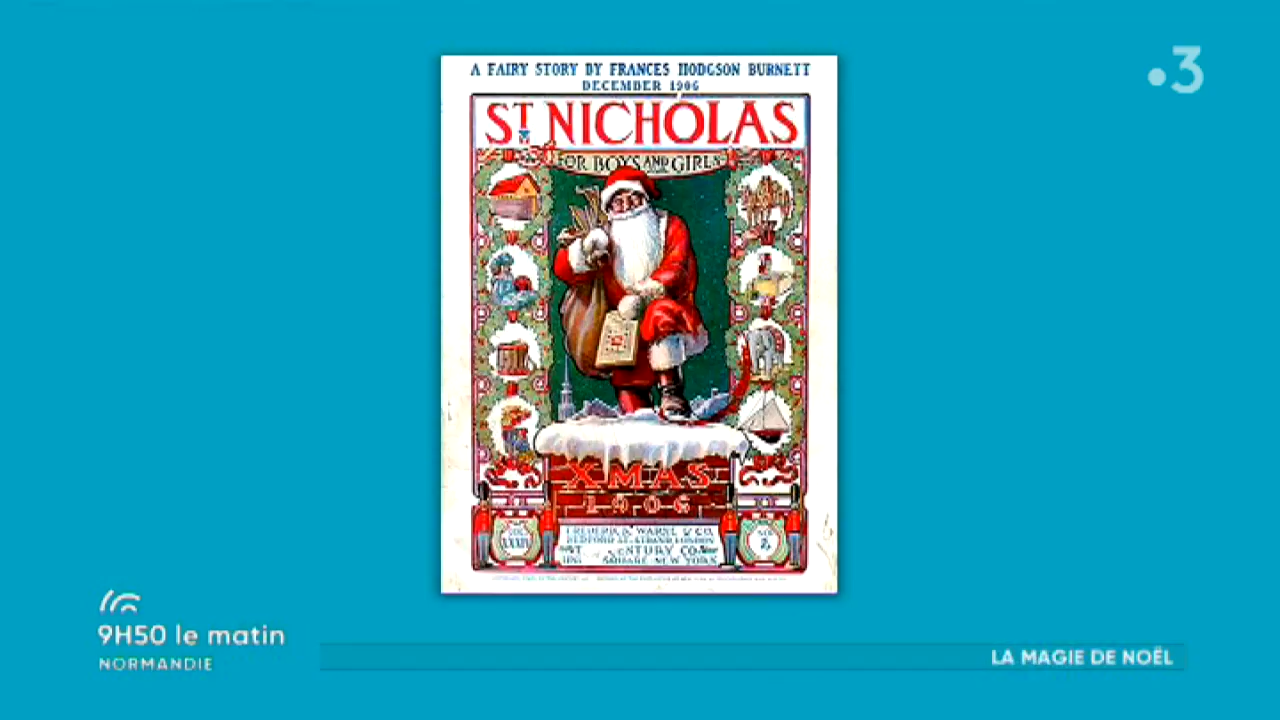 3
A FAIRY STORY BY FRANCES HODGSON BURNETT
DECEMBER 1906
ST NICHOLAS
FOR BOYS AND GIRLS
XMAS
1906
FREDERICK WARNE & CO.
BEDFORD ST. STRAND LONDON
CENTURY CO.
SQUARE NEW YORK
9H50 le matin
NORMANDIE
LA MAGIE DE NOËL